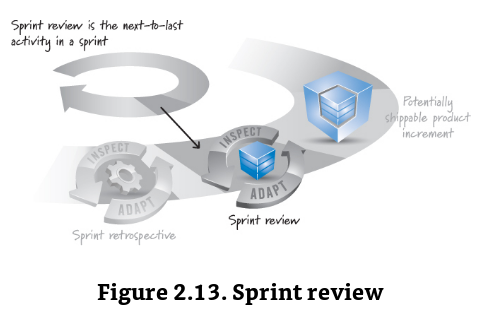 Sprint review is the next-to-last
activity in a sprint
Potentially
shippable product
increment
INSPECT
ADAPT
INSPECT
ADAPT
Sprint review
Sprint retrospective
Figure 2.13. Sprint review